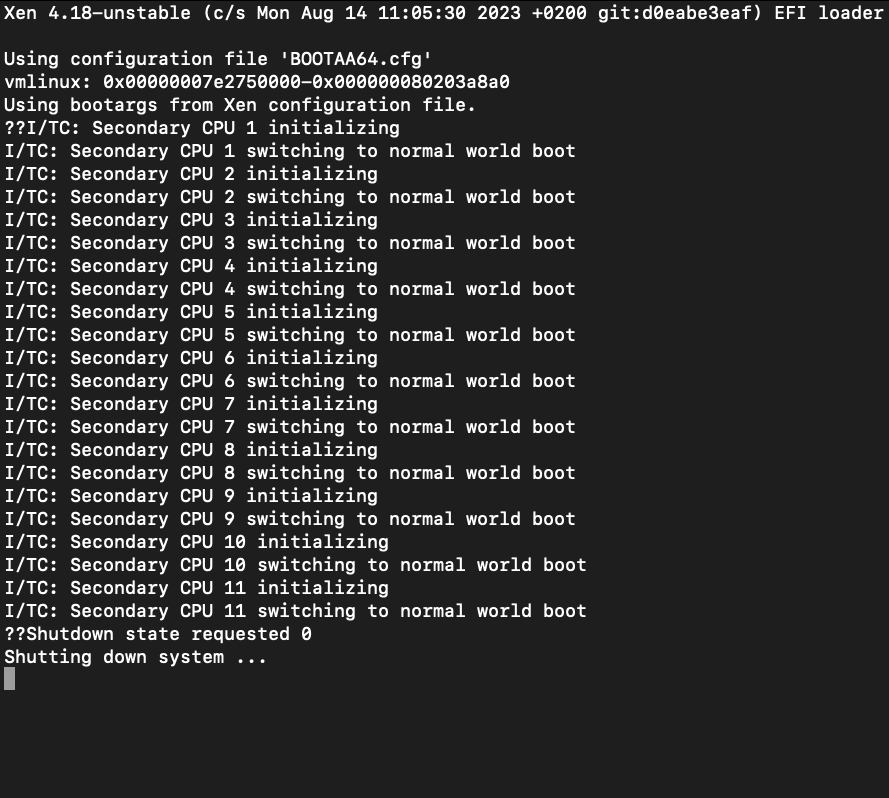 Xen 4.18-unstable (c/s Mon Aug 14 11:05:30 2023 +0200 git:d0eabe3eaf) EFI loader
Using configuration file 'BOOTAA64.cfg'
vmlinux: 0x00000007e2750000-0x000000080203a8a0
Using bootargs from Xen configuration file.
??I/TC: Secondary CPU 1 initializing
I/TC: Secondary CPU 1 switching to normal world boot
I/TC: Secondary CPU 2 initializing
I/TC: Secondary CPU 2 switching to normal world boot
I/TC: Secondary CPU 3 initializing
I/TC: Secondary CPU 3 switching to normal world boot
I/TC: Secondary CPU 4 initializing
I/TC: Secondary CPU 4 switching to normal world boot
I/TC: Secondary CPU 5 initializing
I/TC: Secondary CPU 5 switching to normal world boot
I/TC: Secondary CPU 6 initializing
I/TC: Secondary CPU 6 switching to normal world boot
I/TC: Secondary CPU 7 initializing
I/TC: Secondary CPU 7 switching to normal world boot
I/TC: Secondary CPU 8 initializing
I/TC: Secondary CPU 8 switching to normal world boot
I/TC: Secondary CPU 9 initializing
I/TC: Secondary CPU 9 switching to normal world boot
I/TC: Secondary CPU 10 initializing
I/TC: Secondary CPU 10 switching to normal world boot
I/TC: Secondary CPU 11 initializing
I/TC: Secondary CPU 11 switching to normal world boot
??Shutdown state requested 0
Shutting down system ...